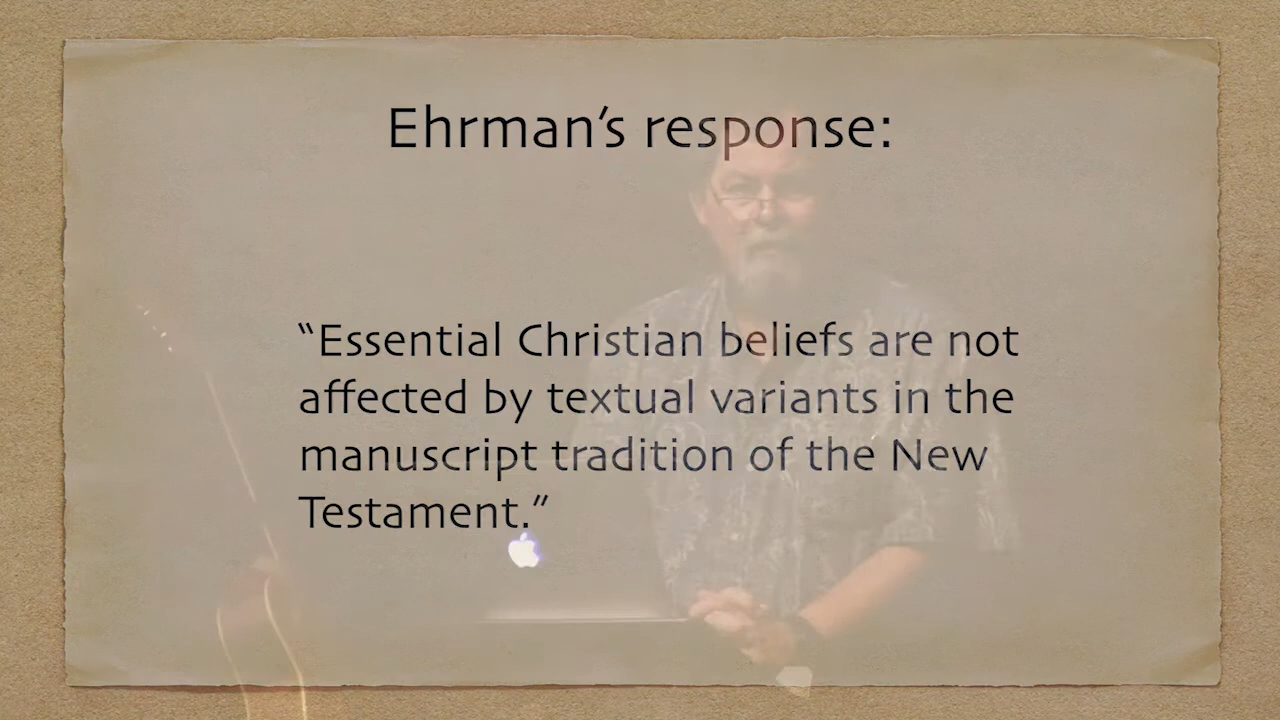 Ehrman’s response:
“Essential Christian beliefs are not
affected by textual variants in the
manuscript tradition of the New
Testament.”